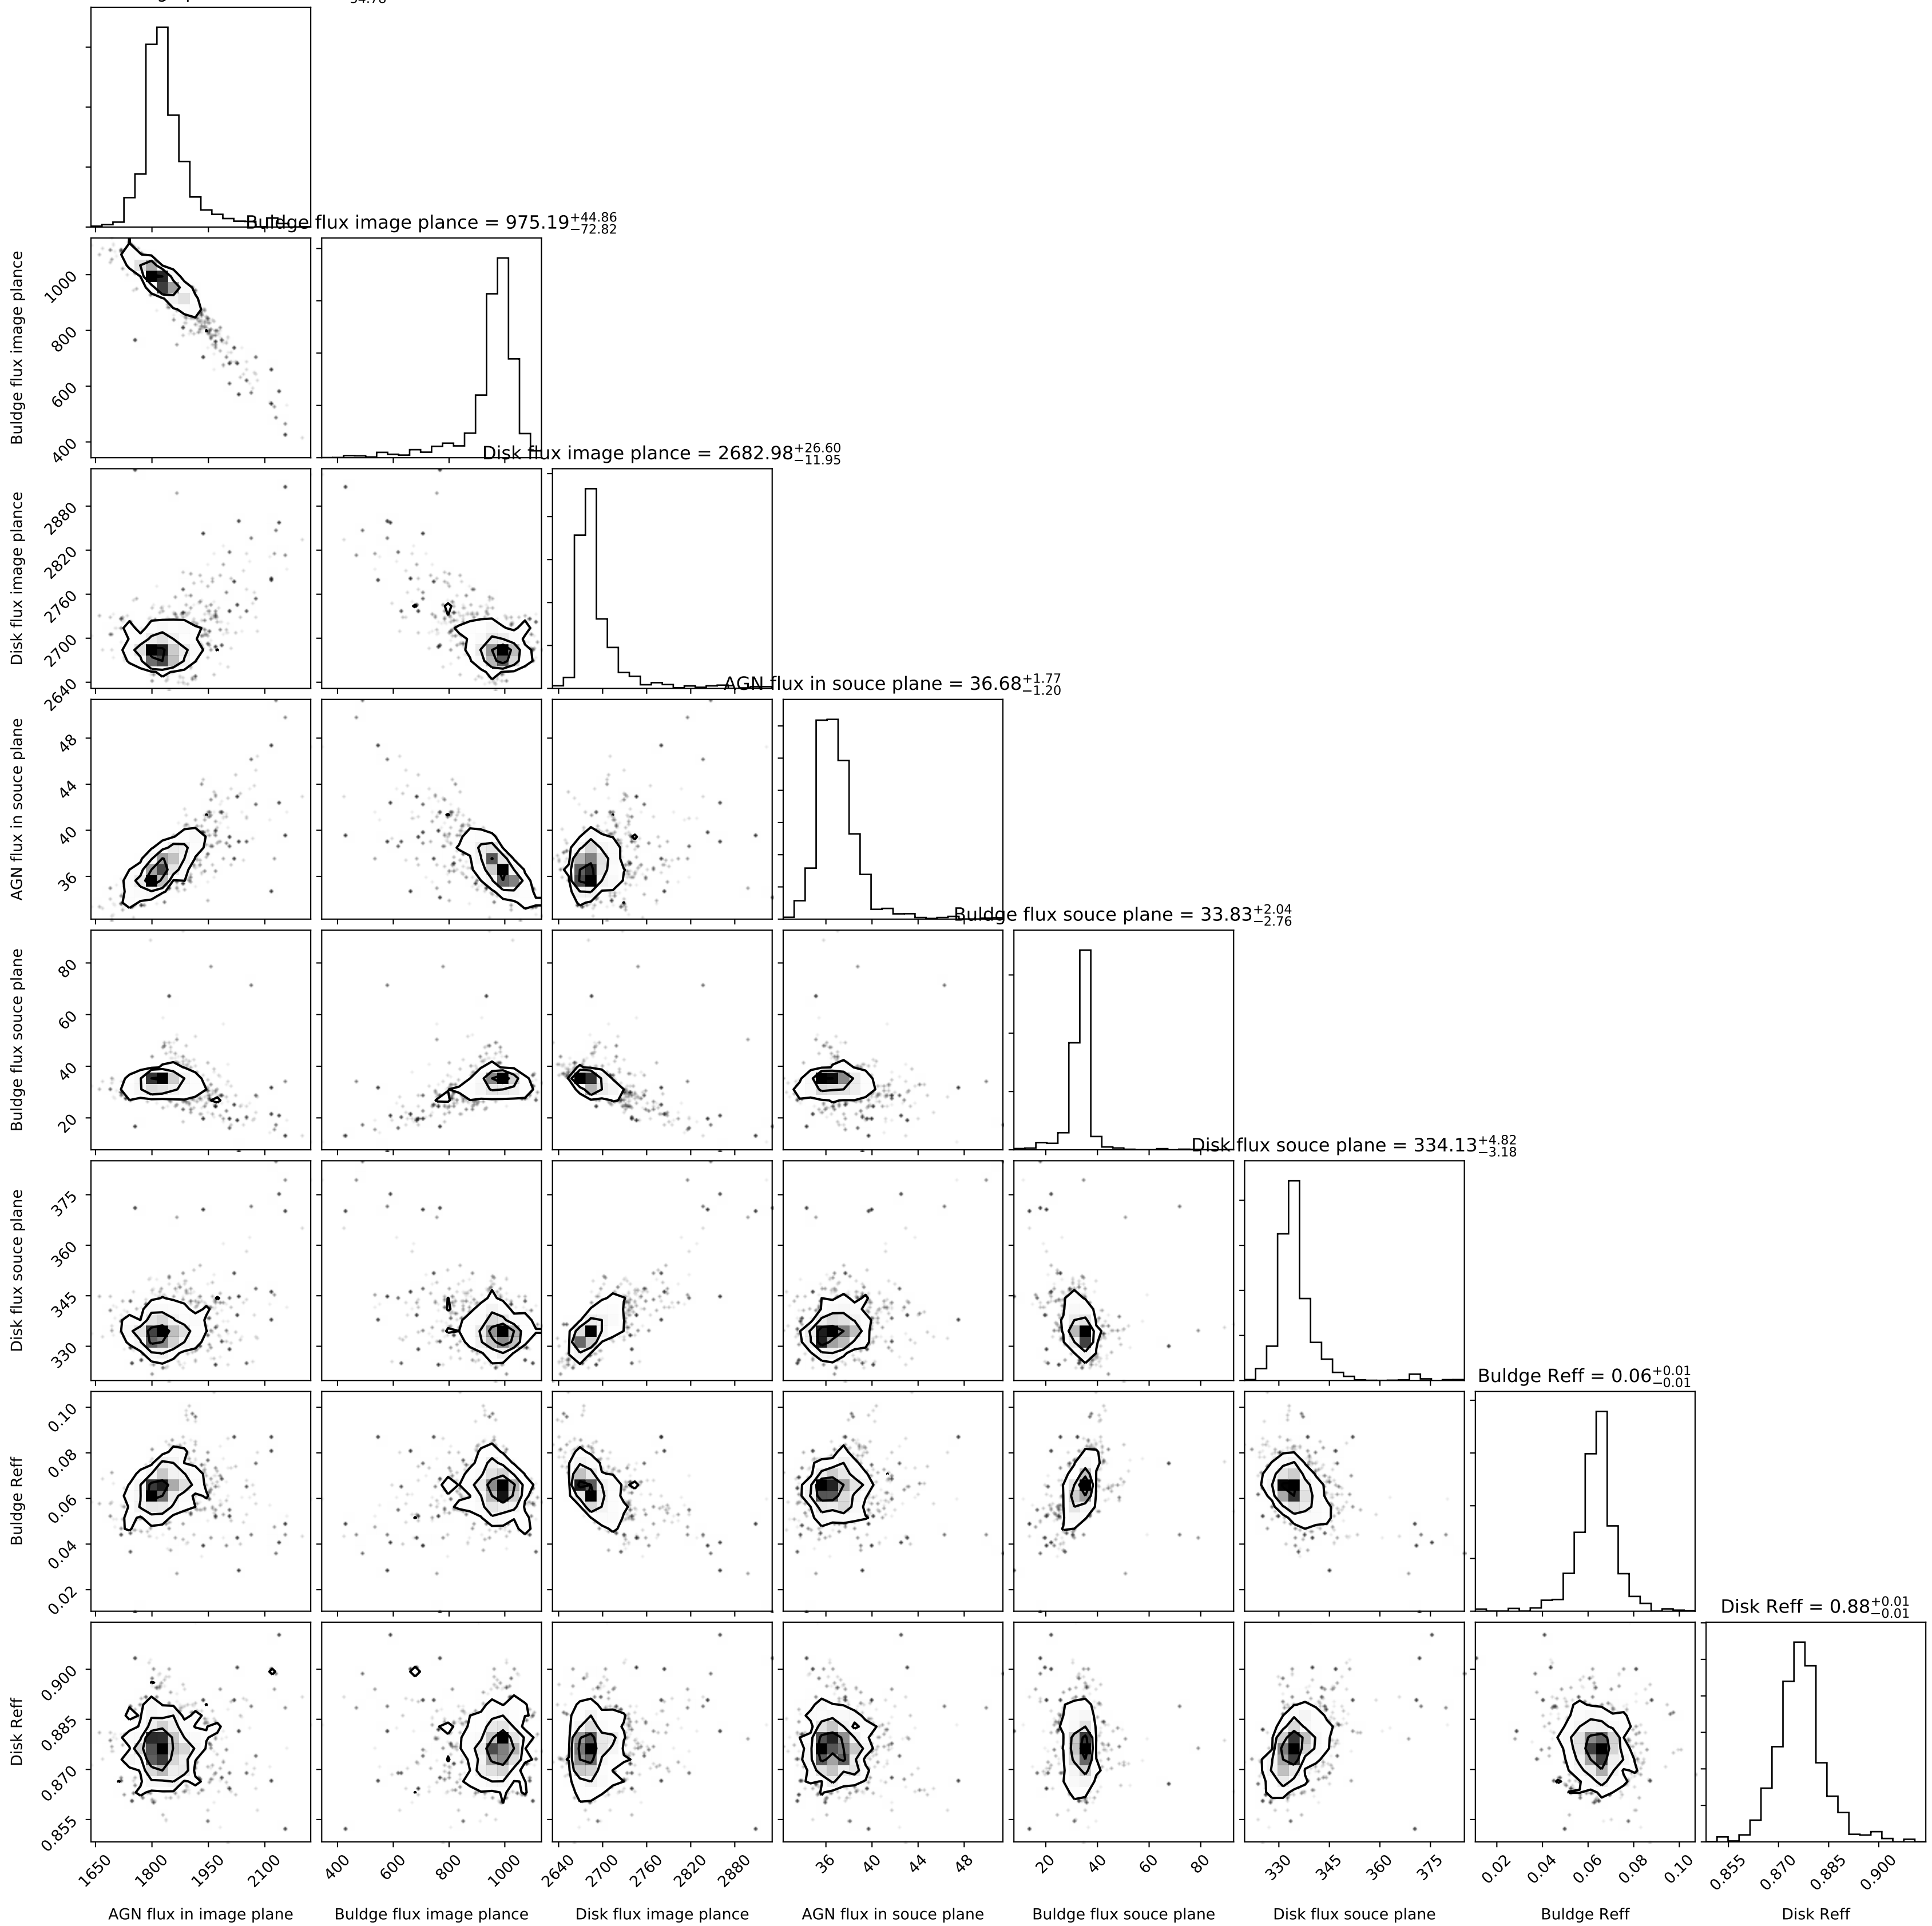 34.78
Buldge flux image plance = 975.19+44.86−72.82
Buldge flux image plance
1000
800
600
400
Disk flux image plance = 2682.98+26.60−11.95
Disk flux image plance
2880
2820
2760
2700
2640
AGN flux in souce plane = 36.68+1.77−1.20
AGN flux in souce plane
48
44
40
36
Buldge flux souce plane = 33.83+2.04−2.76
Buldge flux souce plane
80
60
40
20
Disk flux souce plane = 334.13+4.82−3.18
Disk flux souce plane
375
360
345
330
Buldge Reff = 0.06+0.01−0.01
Buldge Reff
0.10
0.08
0.06
0.04
0.02
Disk Reff = 0.88+0.01−0.01
Disk Reff
0.900
0.885
0.870
0.855
1650 1800 1950 2100 400 600 800 1000 2640 2700 2760 2820 2880 36 40 44 48 20 40 60 80 330 345 360 375 0.02 0.04 0.06 0.08 0.10 0.855 0.870 0.885 0.900
AGN flux in image plane Buldge flux image plance Disk flux image plance AGN flux in souce plane Buldge flux souce plane Disk flux souce plane Buldge Reff Disk Reff